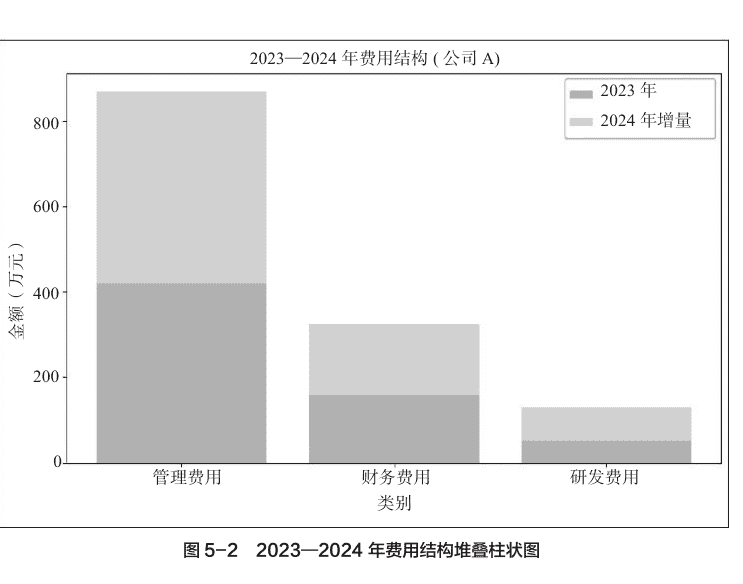 2023—2024 年费用结构 ( 公司 A)
2023 年
2024 年增量
800
600
400
200
0
金额（万元）
管理费用 财务费用 研发费用
类别
图 5-2 2023—2024 年费用结构堆叠柱状图